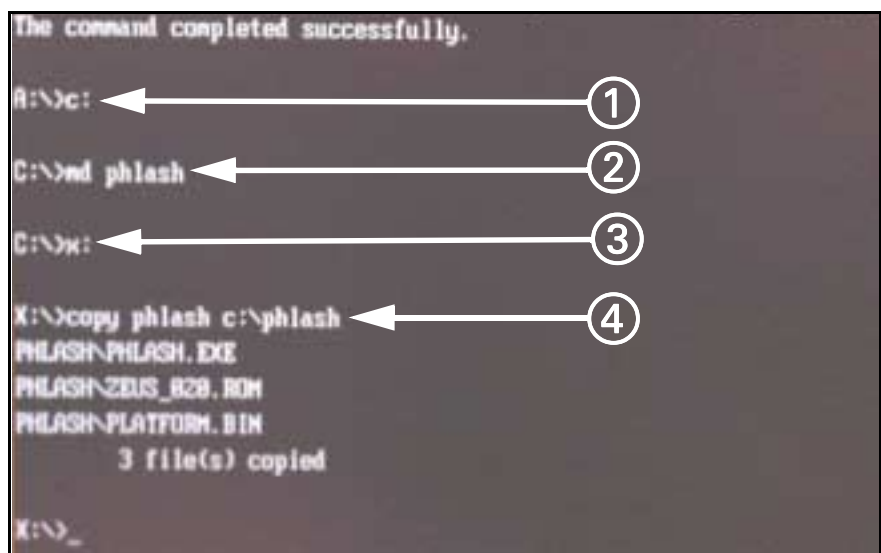 The command completed successfully.
A:\>c: ①
C:\>md phlash ②
C:\>x: ③
X:\>copy phlash c:\phlash ④
PHLASH\PHLASH.EXE
PHLASH\ZEUS_020.ROM
PHLASH\PLATFORM.BIN
3 file(s) copied
X:\>_